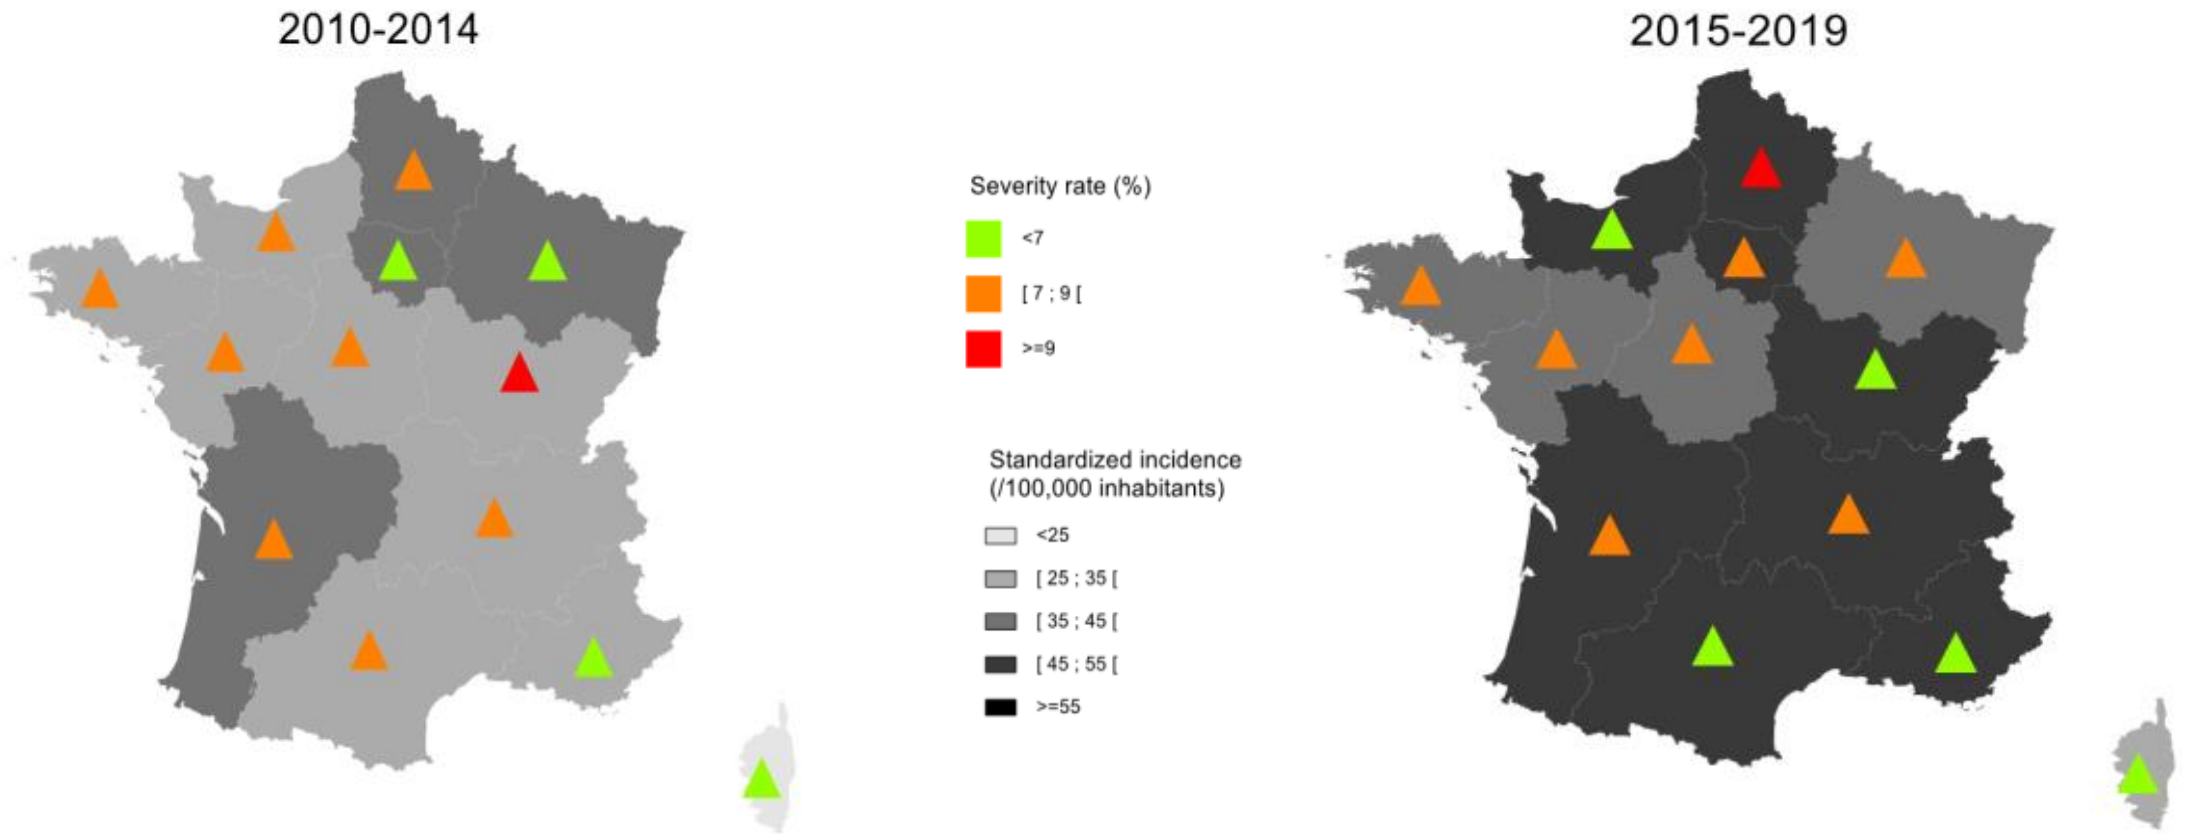 2010-2014
2015-2019
Severity rate (%)
<7
[ 7 ; 9 [
>=9
Standardized incidence
(/100,000 inhabitants)
<25
[ 25 ; 35 [
[ 35 ; 45 [
[ 45 ; 55 [
>=55